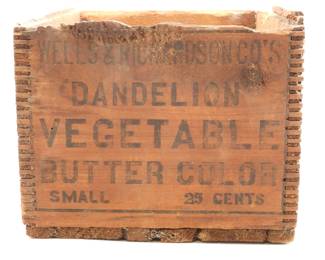 WELLS & RICHARDSON CO'S
"DANDELION"
VEGETABLE
BUTTER COLOR
SMALL 25 CENTS